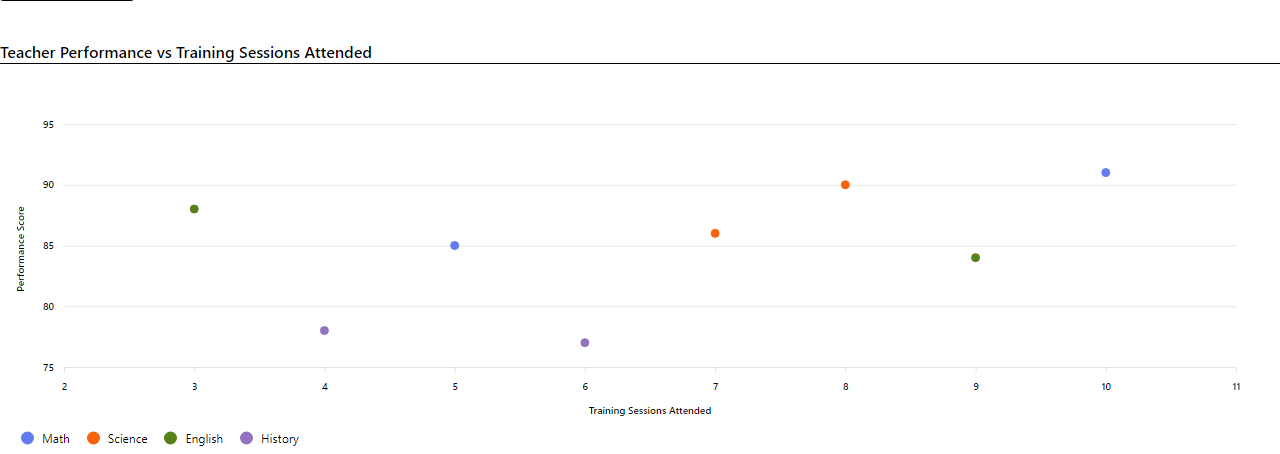 Teacher Performance vs Training Sessions Attended
95
90
85
80
75
Performance Score
2 3 4 5 6 7 8 9 10 11
Training Sessions Attended
Math Science English History